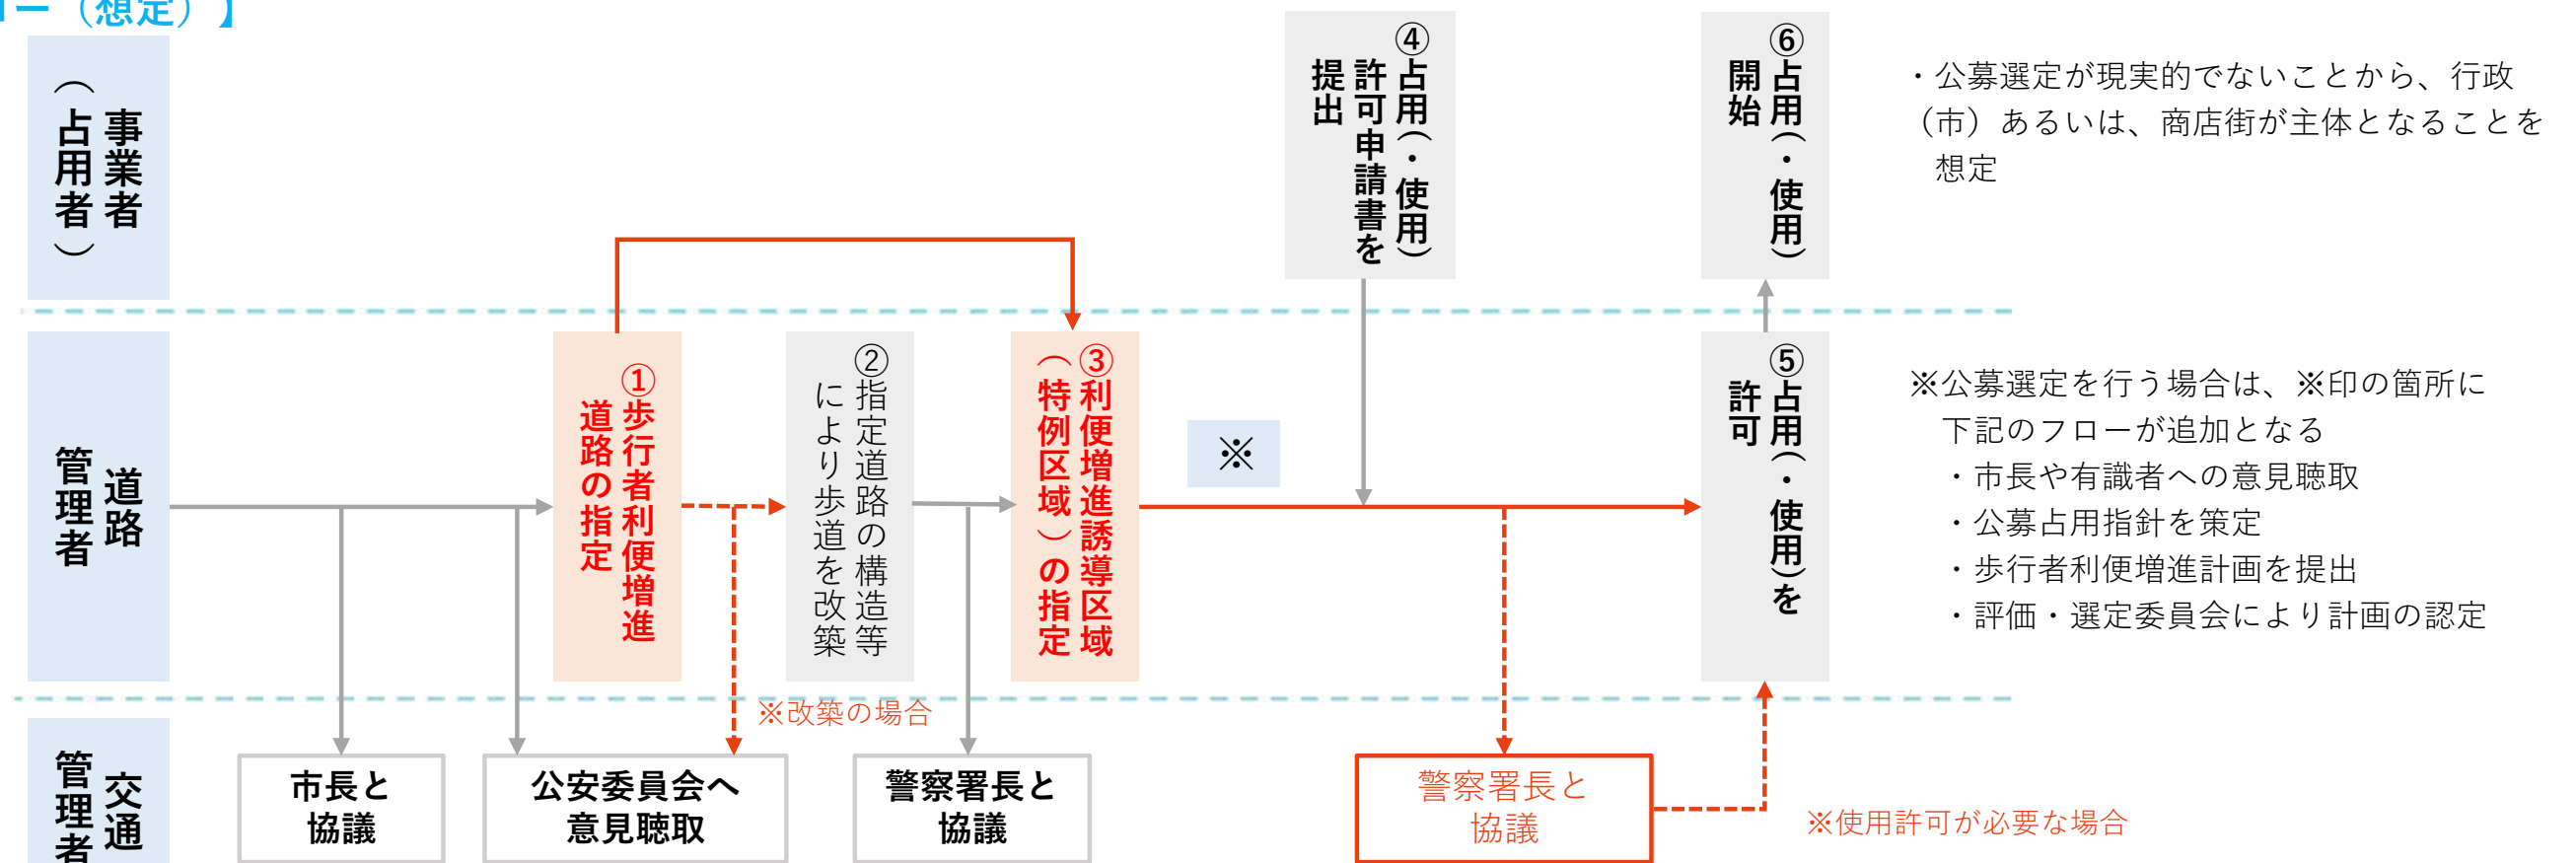 ロー（想定）】
事業者
（占用者）
④占用（・使用）
許可申請書を
提出
⑥占用（・使用）
開始
・公募選定が現実的でないことから、行政
（市）あるいは、商店街が主体となることを
想定
道路
管理者
①歩行者利便増進
道路の指定
②指定道路の構造等
により歩道を改築
③利便増進誘導区域
（特例区域）の指定
※
⑤占用（・使用）を
許可
※公募選定を行う場合は、※印の箇所に
下記のフローが追加となる
・市長や有識者への意見聴取
・公募占用指針を策定
・歩行者利便増進計画を提出
・評価・選定委員会により計画の認定
※改築の場合
交通
管理者
市長と
協議
公安委員会へ
意見聴取
警察署長と
協議
警察署長と
協議
※使用許可が必要な場合